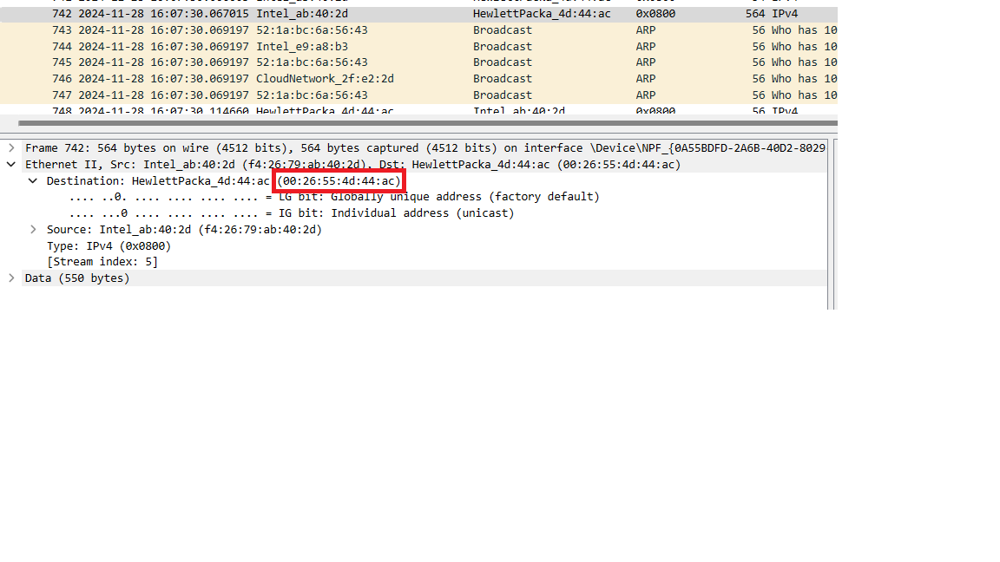 742 2024-11-28 16:07:30.067015 Intel_ab:40:2d HewlettPacka_4d:44:ac 0x0800 564 IPv4
743 2024-11-28 16:07:30.069197 52:1a:bc:6a:56:43 Broadcast ARP 56 Who has 10
744 2024-11-28 16:07:30.069197 Intel_e9:a8:b3 Broadcast ARP 56 Who has 10
745 2024-11-28 16:07:30.069197 52:1a:bc:6a:56:43 Broadcast ARP 56 Who has 10
746 2024-11-28 16:07:30.069197 CloudNetwork_2f:e2:2d Broadcast ARP 56 Who has 10
747 2024-11-28 16:07:30.069197 52:1a:bc:6a:56:43 Broadcast ARP 56 Who has 10
748 2024-11-28 16:07:30.114660 HewlettPacka_4d:44:ac Intel_ab:40:2d 0x0800 56 IPv4
Frame 742: 564 bytes on wire (4512 bits), 564 bytes captured (4512 bits) on interface \Device\NPF_{0A55BDFD-2A6B-40D2-8029-
Ethernet II, Src: Intel_ab:40:2d (f4:26:79:ab:40:2d), Dst: HewlettPacka_4d:44:ac (00:26:55:4d:44:ac)
Destination: HewlettPacka_4d:44:ac (00:26:55:4d:44:ac)
.... ..0. .... .... .... .... = LG bit: Globally unique address (factory default)
.... ...0 .... .... .... .... = IG bit: Individual address (unicast)
Source: Intel_ab:40:2d (f4:26:79:ab:40:2d)
Type: IPv4 (0x0800)
[Stream index: 5]
Data (550 bytes)